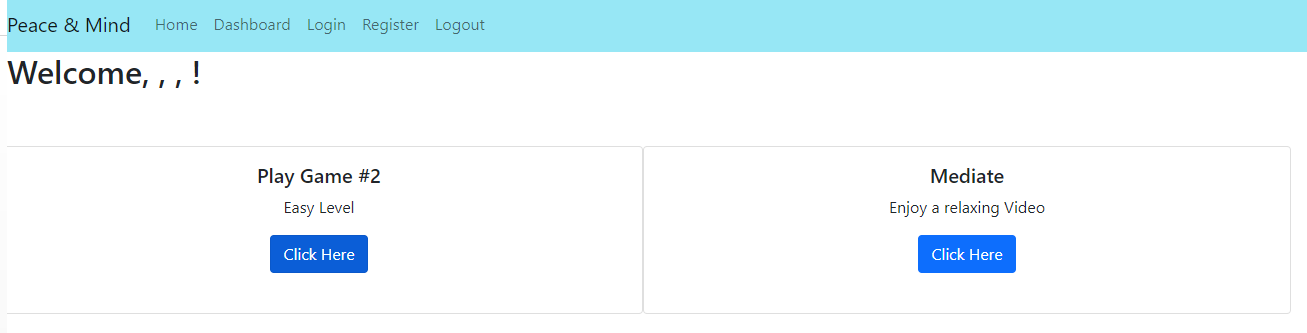 Peace & Mind Home Dashboard Login Register Logout
Welcome, , , !
Play Game #2
Easy Level
Click Here
Mediate
Enjoy a relaxing Video
Click Here